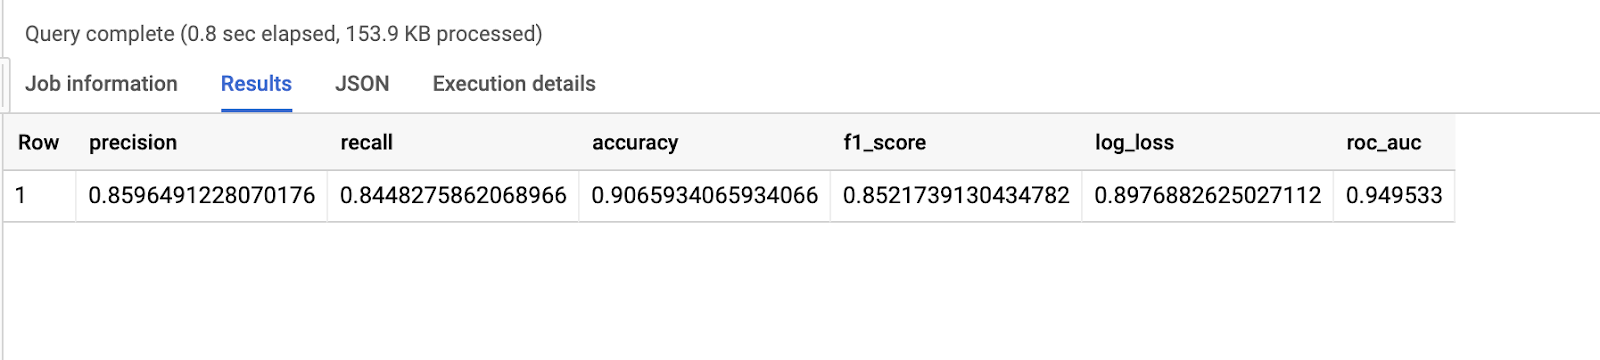 Query complete (0.8 sec elapsed, 153.9 KB processed)
Job information Results JSON Execution details
Row precision recall accuracy f1_score log_loss roc_auc
1 0.8596491228070176 0.8448275862068966 0.9065934065934066 0.8521739130434782 0.8976882625027112 0.949533